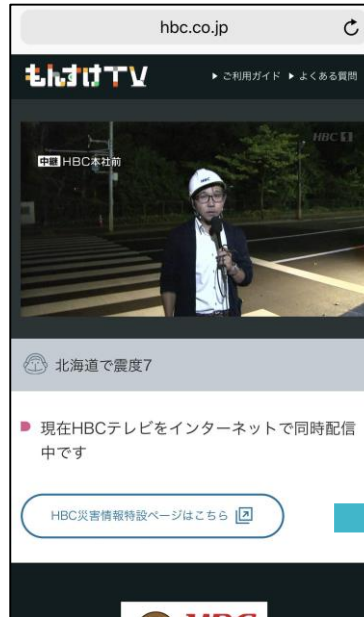 hbc.co.jp
もんすけTV
▶ ご利用ガイド ▶ よくある質問
HBC 1
中継 HBC本社前
HBC
北海道で震度7
現在HBCテレビをインターネットで同時配信
中です
HBC災害情報特設ページはこちら
HBC